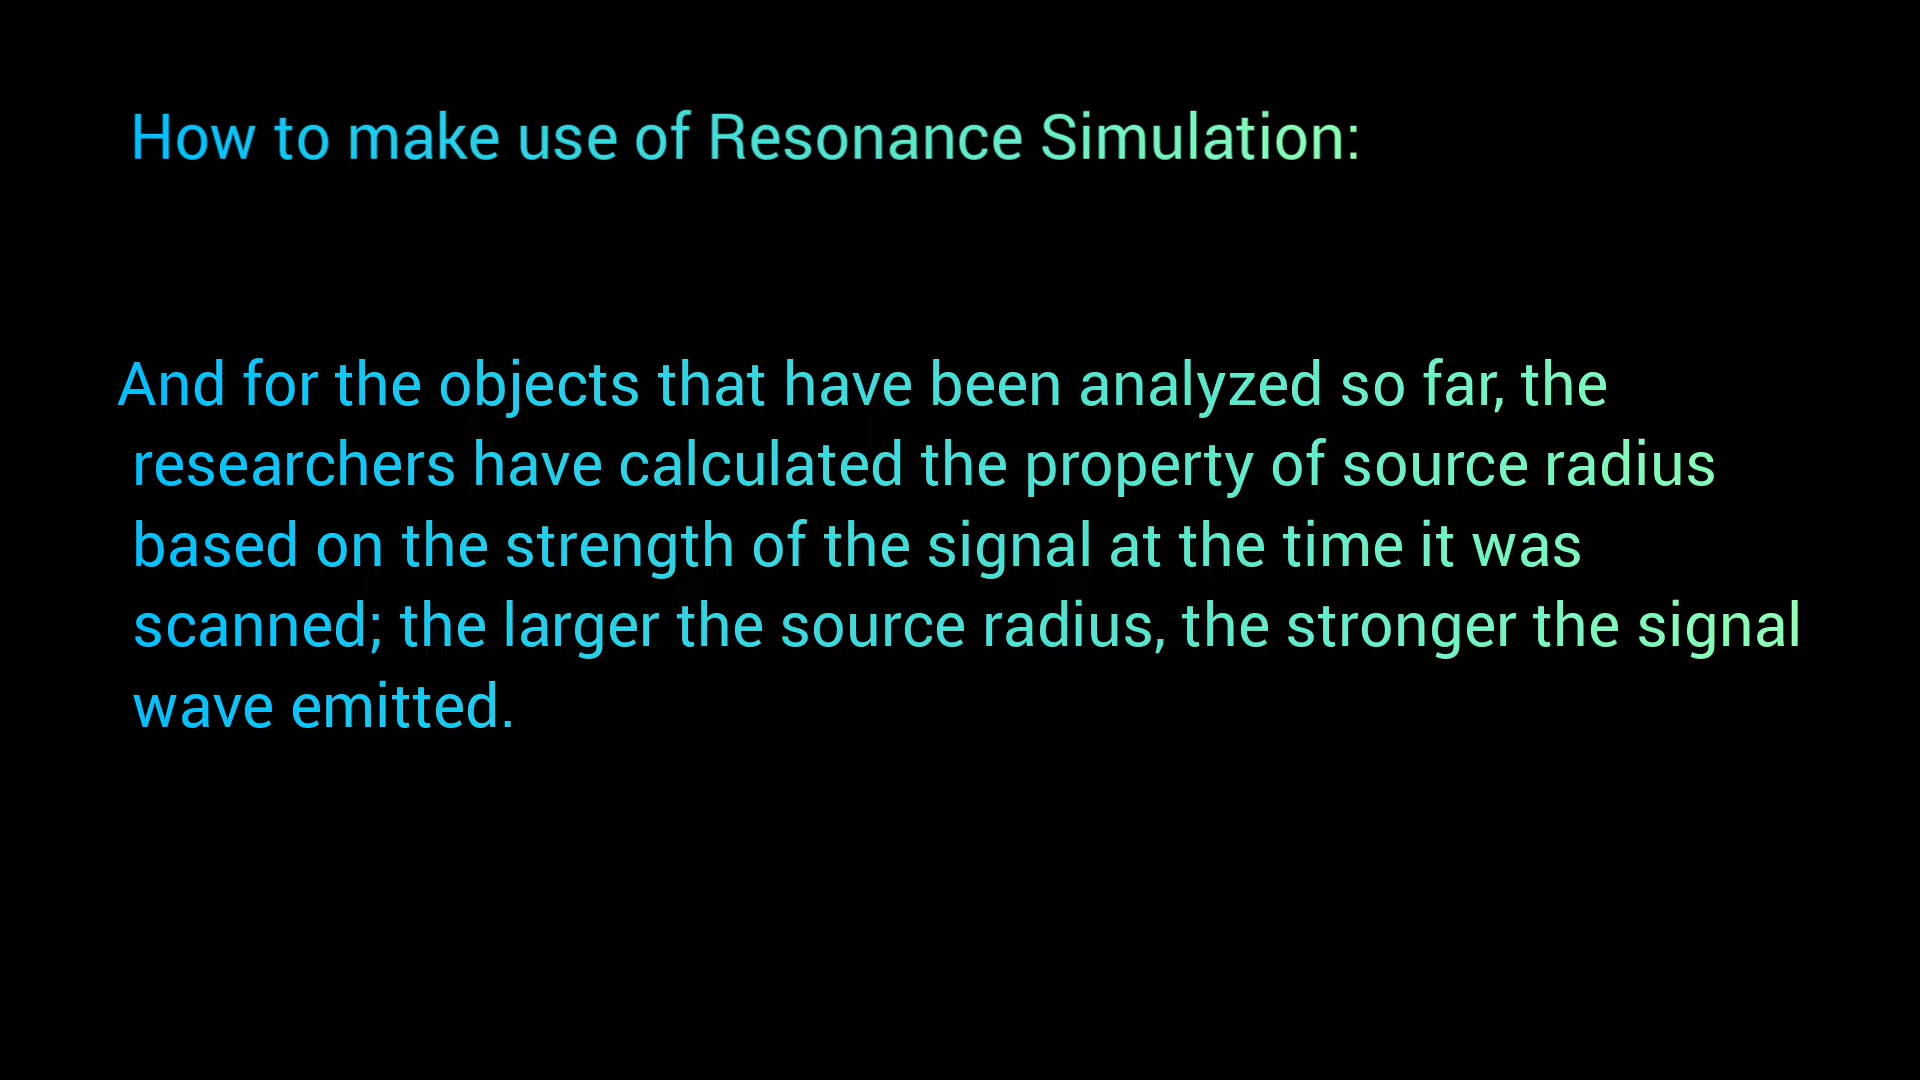 How to make use of Resonance Simulation:
And for the objects that have been analyzed so far, the
researchers have calculated the property of source radius
based on the strength of the signal at the time it was
scanned; the larger the source radius, the stronger the signal
wave emitted.